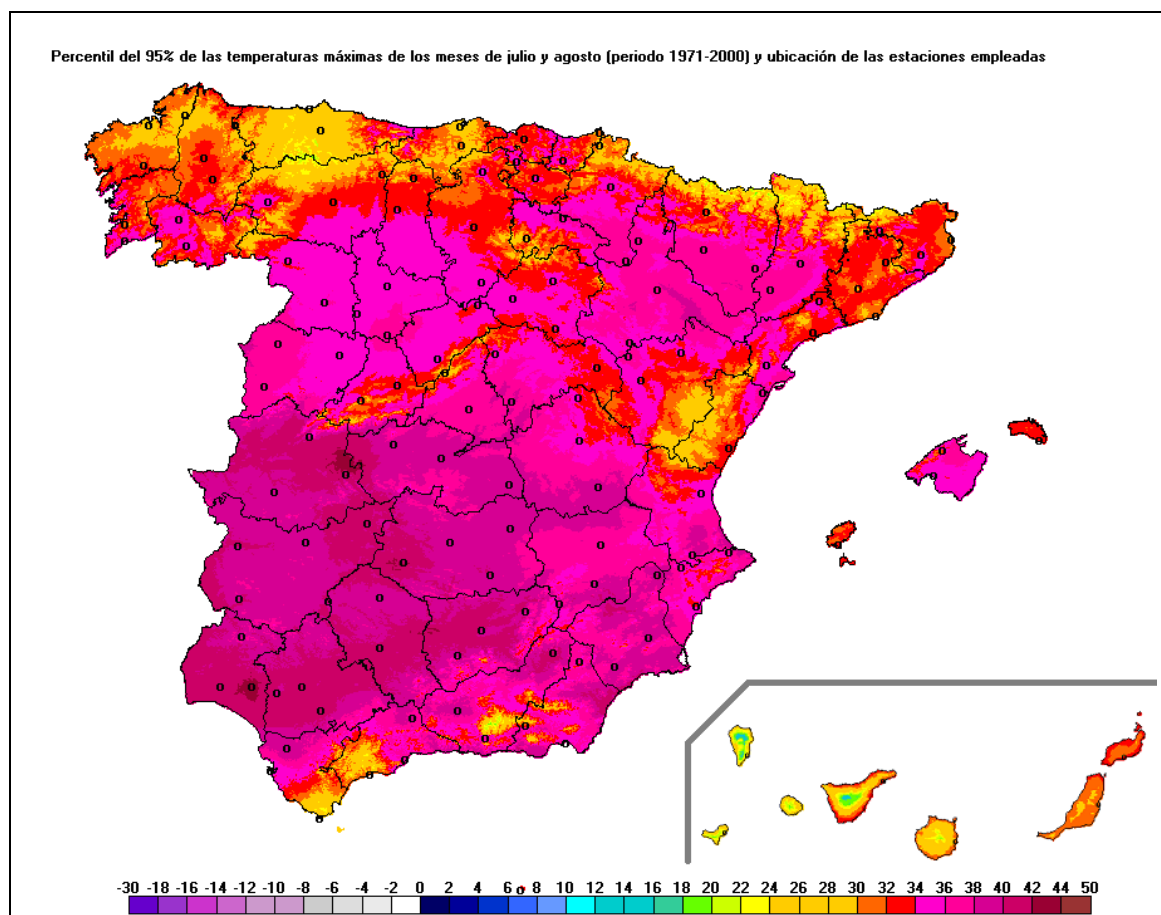 Percentil del 95% de las temperaturas máximas de los meses de julio y agosto (periodo 1971-2000) y ubicación de las estaciones empleadas
-30 -18 -16 -14 -12 -10 -8 -6 -4 -2 0 2 4 6 8 10 12 14 16 18 20 22 24 26 28 30 32 34 36 38 40 42 44 50